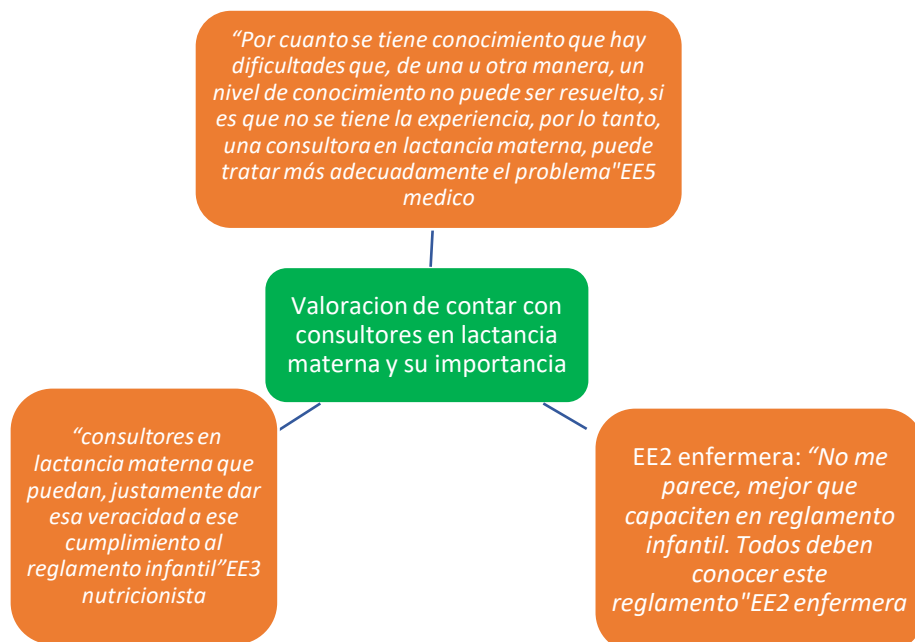 “Por cuanto se tiene conocimiento que hay
dificultades que, de una u otra manera, un
nivel de conocimiento no puede ser resuelto, si
es que no se tiene la experiencia, por lo tanto,
una consultora en lactancia materna, puede
tratar más adecuadamente el problema"EE5
medico
Valoracion de contar con
consultores en lactancia
materna y su importancia
“consultores en
lactancia materna que
puedan, justamente dar
esa veracidad a ese
cumplimiento al
reglamento infantil”EE3
nutricionista
EE2 enfermera: “No me
parece, mejor que
capaciten en reglamento
infantil. Todos deben
conocer este
reglamento"EE2 enfermera